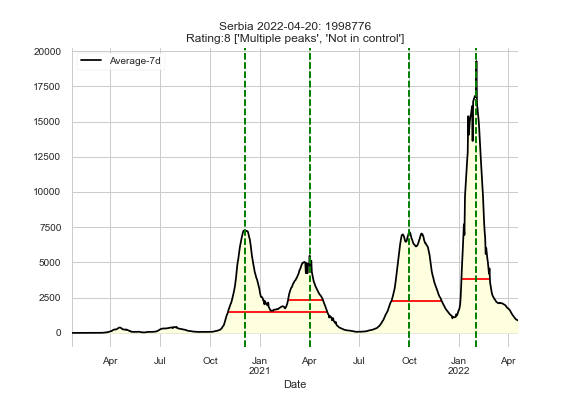 Serbia 2022-04-20: 1998776
Rating:8 ['Multiple peaks', 'Not in control']
20000
Average-7d
17500
15000
12500
10000
7500
5000
2500
0
Apr Jul Oct Jan Apr Jul Oct Jan Apr
2021 2022
Date